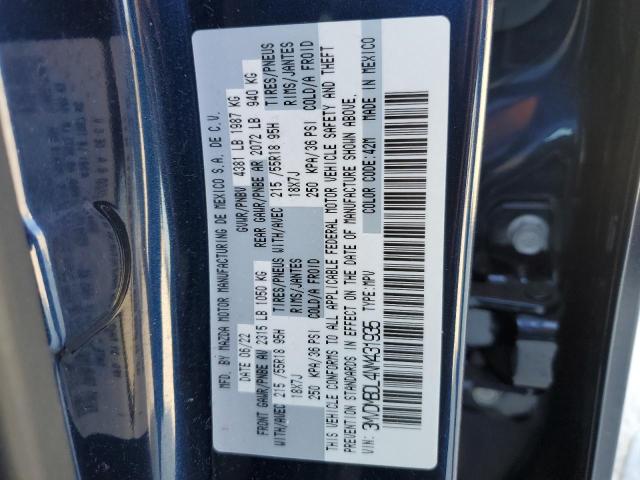 MFD. BY MAZDA MOTOR MANUFACTURING DE MEXICO S.A. DE C.V.
DATE 06/22 GVWR/PNBV 4381 LB 1987 KG
FRONT GAWR/PNBE AV 2315 LB 1050 KG REAR GAWR/PNBE AR 2072 LB 940 KG
WITH/AVEC 215 /55R18 95H TIRES/PNEUS WITH/AVEC 215 /55R18 95H TIRES/PNEUS
18X7J RIMS/JANTES 18X7J RIMS/JANTES
250 KPA/36 PSI COLD/A FROID 250 KPA/36 PSI COLD/A FROID
THIS VEHICLE CONFORMS TO ALL APPLICABLE FEDERAL MOTOR VEHICLE SAFETY AND THEFT
PREVENTION STANDARDS IN EFFECT ON THE DATE OF MANUFACTURE SHOWN ABOVE.
VIN: 3MVDMBDL4NM431935 TYPE:MPV COLOR CODE:42M MADE IN MEXICO